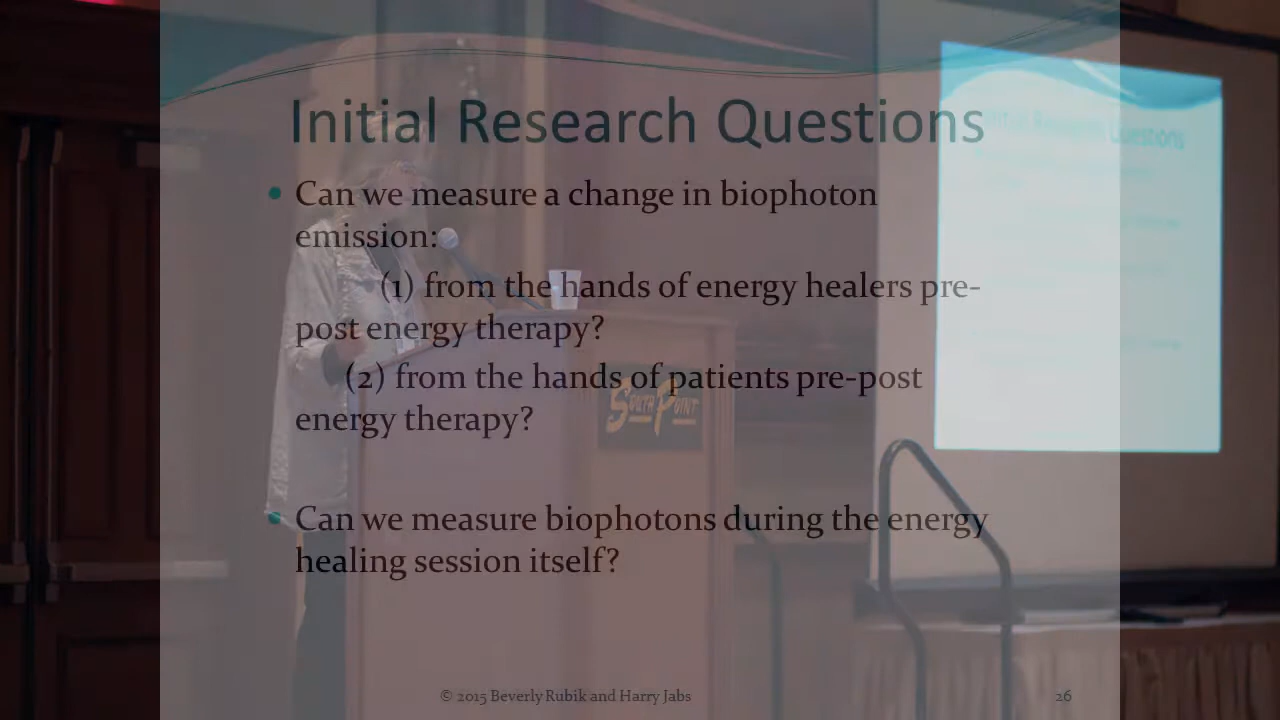 Initial Research Questions
• Can we measure a change in biophoton
emission:
(1) from the hands of energy healers pre-
post energy therapy?
(2) from the hands of patients pre-post
energy therapy?
• Can we measure biophotons during the energy
healing session itself?
SOUTH POINT
© 2015 Beverly Rubik and Harry Jabs
26